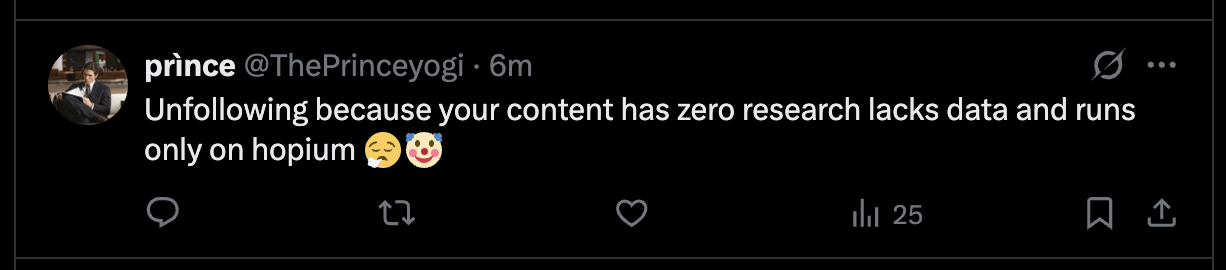 prìnce @ThePrinceyogi · 6m
Unfollowing because your content has zero research lacks data and runs
only on hopium 😮‍💨🤡
25